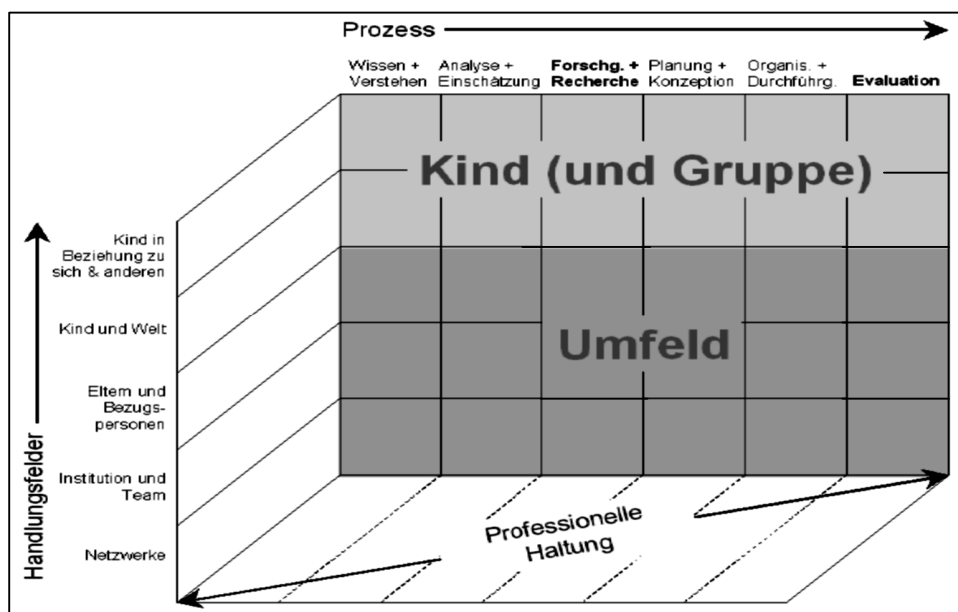 Prozess
Wissen +
Verstehen
Analyse +
Einschätzung
Forschg. +
Recherche
Planung +
Konzeption
Organis. +
Durchführg.
Evaluation
Kind (und Gruppe)
Umfeld
Handlungsfelder
Kind in
Beziehung zu
sich & anderen
Kind und Welt
Eltern und
Bezugs-
personen
Institution und
Team
Netzwerke
Professionelle
Haltung